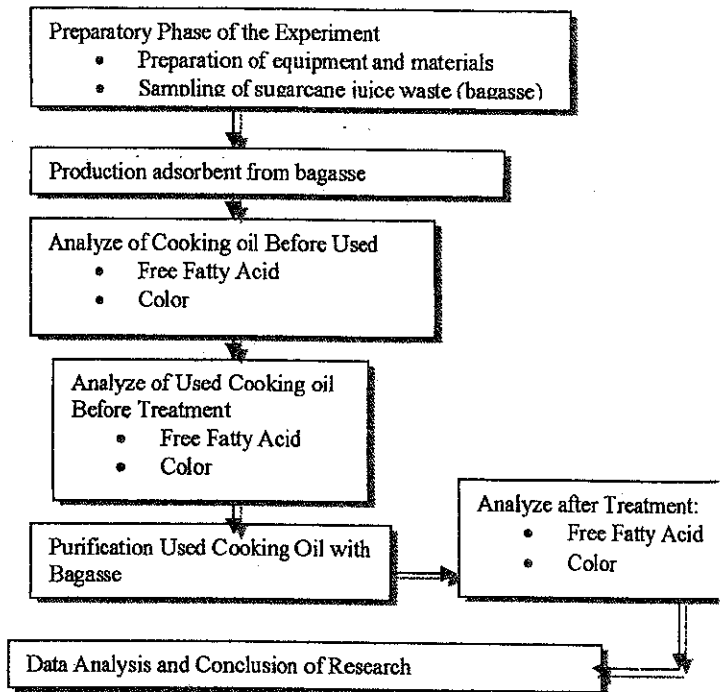 Preparatory Phase of the Experiment
• Preparation of equipment and materials
• Sampling of sugarcane juice waste (bagasse)
Production adsorbent from bagasse
Analyze of Cooking oil Before Used
• Free Fatty Acid
• Color
Analyze of Used Cooking oil
Before Treatment
• Free Fatty Acid
• Color
Purification Used Cooking Oil with
Bagasse
Analyze after Treatment:
• Free Fatty Acid
• Color
Data Analysis and Conclusion of Research